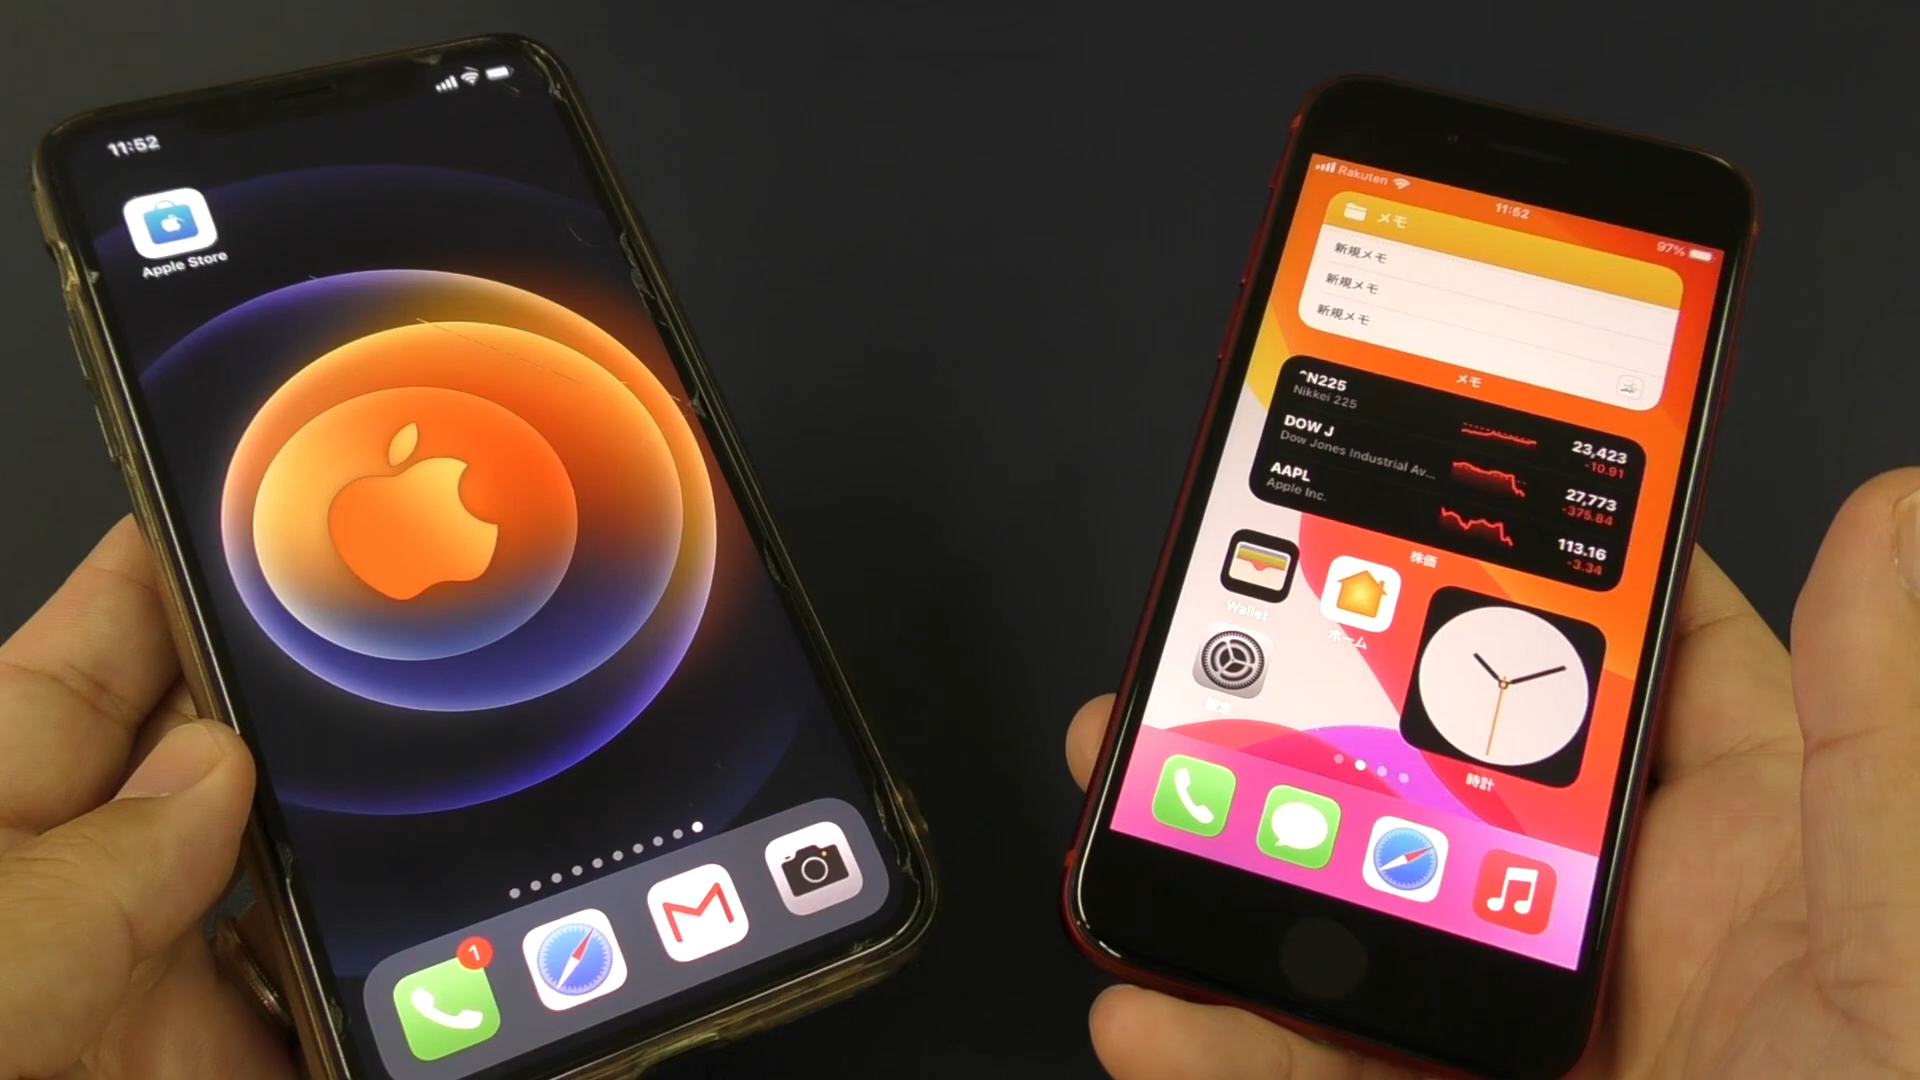 11:52
Apple Store
1
Rakuten
11:52
97%
メモ
新規メモ
新規メモ
新規メモ
メモ
^N225
Nikkei 225
23,423
-10.91
DOW J
Dow Jones Industrial Av...
27,773
-375.84
AAPL
Apple Inc.
113.16
-3.34
株価
Wallet
ホーム
設定
時計